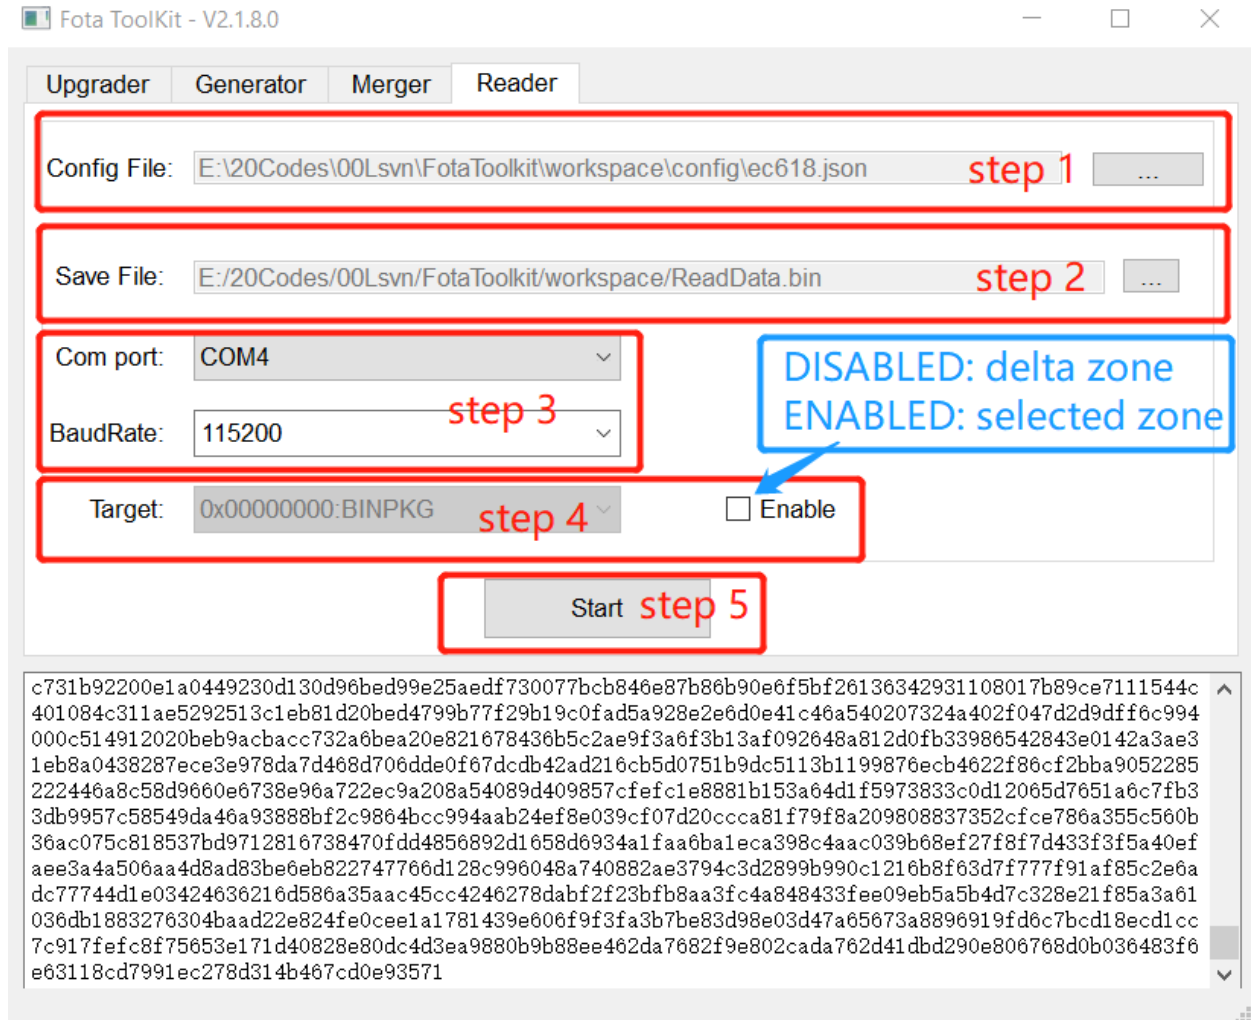 Fota ToolKit - V2.1.8.0
Upgrader Generator Merger Reader
Config File: E:\20Codes\00Lsvn\FotaToolkit\workspace\config\ec618.json step 1 ...
Save File: E:/20Codes/00Lsvn/FotaToolkit/workspace/ReadData.bin step 2 ...
Com port: COM4
DISABLED: delta zone
ENABLED: selected zone
BaudRate: 115200 step 3
Target: 0x00000000:BINPKG step 4 Enable
Start step 5
c731b92200e1a0449230d130d96bed99e25aedf730077bcb846e87b86b90e6f5bf26136342931108017b89ce7111544c
401084c311ae5292513c1eb81d20bed4799b77f29b19c0fad5a928e2e6d0e41c46a540207324a402f047d2d9dff6c994
000c514912020beb9acbacc732a6bea20e821678436b5c2ae9f3a6f3b13af092648a812d0fb33986542843e0142a3ae3
1eb8a0438287ece3e978da7d468d706dde0f67dcdb42ad216cb5d0751b9dc5113b1199876ecb4622f86cf2bba9052285
222446a8c58d9660e6738e96a722ec9a208a54089d409857cfefc1e8881b153a64d1f5973833c0d12065d7651a6c7fb3
3db9957c58549da46a93888bf2c9864bcc994aab24ef8e039cf07d20ccca81f79f8a209808837352cfce786a355c560b
36ac075c818537bd9712816738470fdd4856892d1658d6934a1faa6ba1eca398c4aac039b68ef27f8f7d433f3f5a40ef
aee3a4a506aa4d8ad83be6eb822747766d128c996048a740882ae3794c3d2899b990c1216b8f63d7f777f91af85c2e6a
dc77744d1e03424636216d586a35aac45cc4246278dabf2f23bfb8aa3fc4a848433fee09eb5a5b4d7c328e21f85a3a61
036db1883276304baad22e824fe0cee1a1781439e606f9f3fa3b7be83d98e03d47a65673a8896919fd6c7bcd18ecd1cc
7c917fefc8f75653e171d40828e80dc4d3ea9880b9b88ee462da7682f9e802cada762d41dbd290e806768d0b036483f6
e63118cd7991ec278d314b467cd0e93571